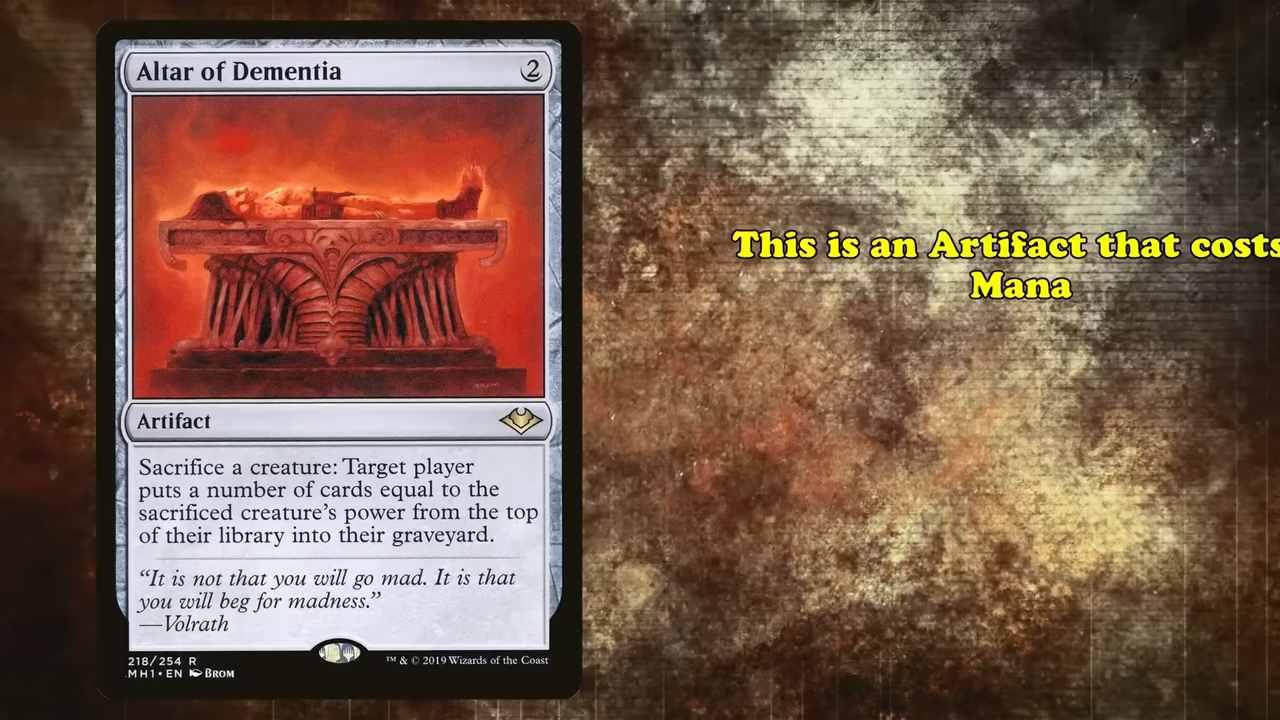 Altar of Dementia 2
Artifact
Sacrifice a creature: Target player
puts a number of cards equal to the
sacrificed creature's power from the top
of their library into their graveyard.
"It is not that you will go mad. It is that
you will beg for madness."
—Volrath
218/254 R
MH1•EN BROM
™ & © 2019 Wizards of the Coast
This is an Artifact that costs
Mana